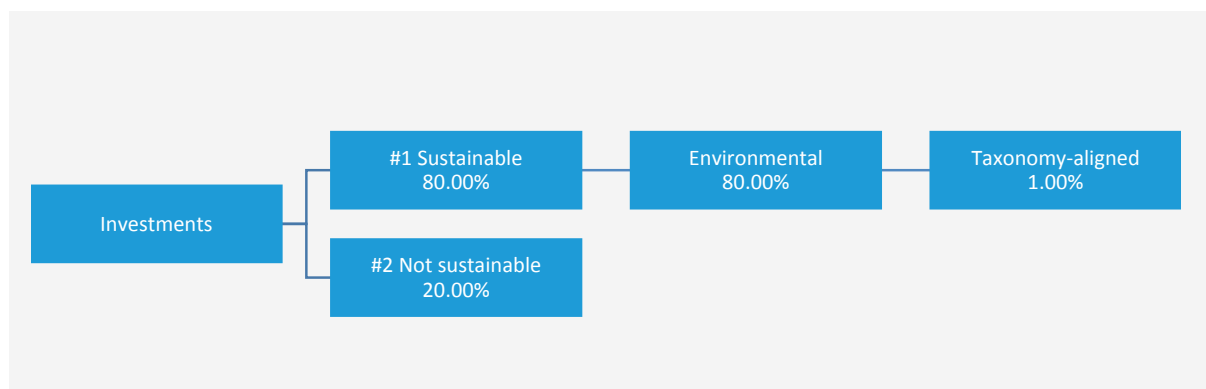 #1 Sustainable
80.00%
Environmental
80.00%
Taxonomy-aligned
1.00%
Investments
#2 Not sustainable
20.00%